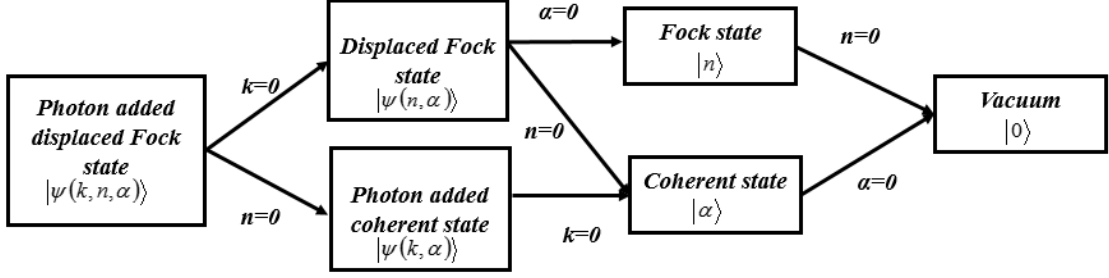 Photon added
displaced Fock
state
|ψ(k,n,α)⟩
k=0
n=0
Displaced Fock
state
|ψ(n,α)⟩
Photon added
coherent state
|ψ(k,α)⟩
α=0
n=0
k=0
Fock state
|n⟩
Coherent state
|α⟩
n=0
α=0
Vacuum
|0⟩